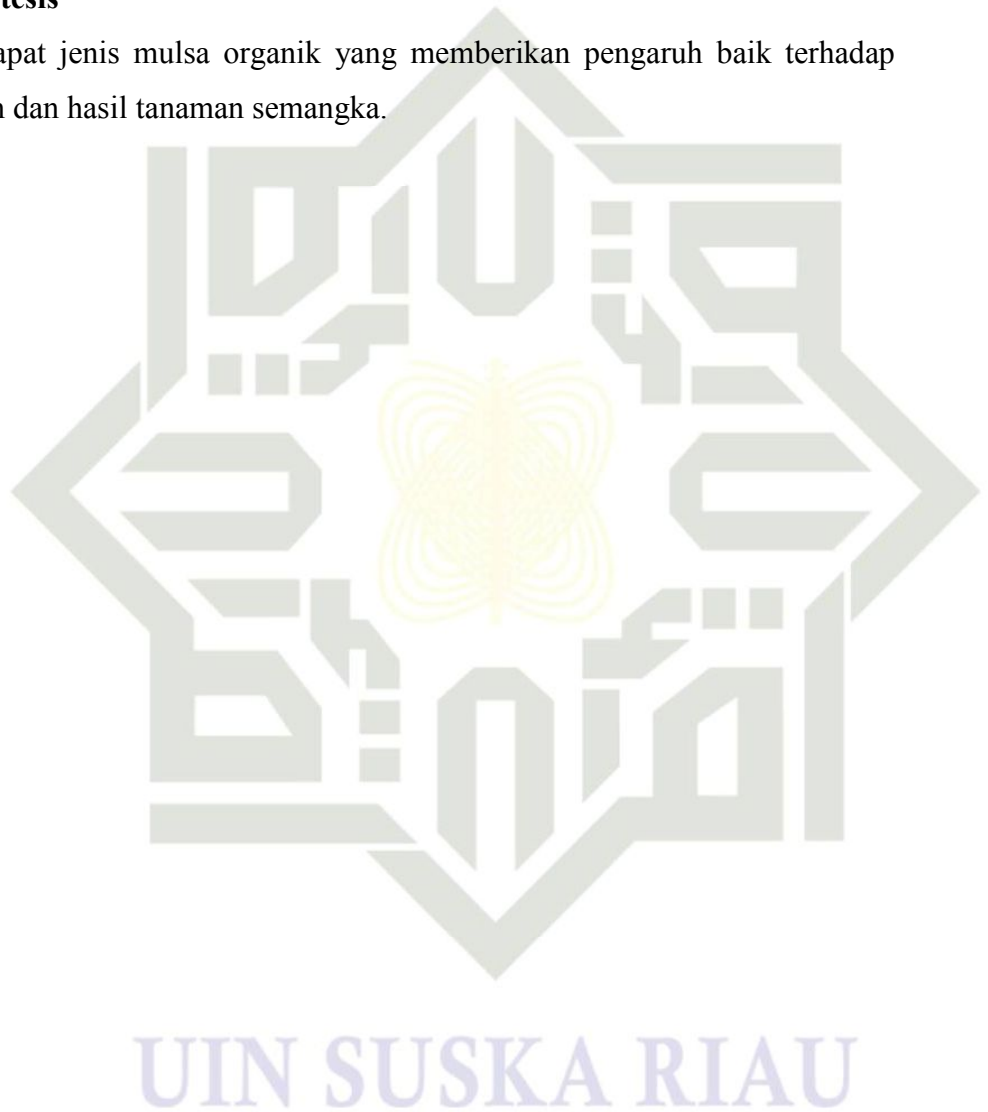 tesis
apat jenis mulsa organik yang memberikan pengaruh baik terhadap
n dan hasil tanaman semangka.
UIN SUSKA RIAU